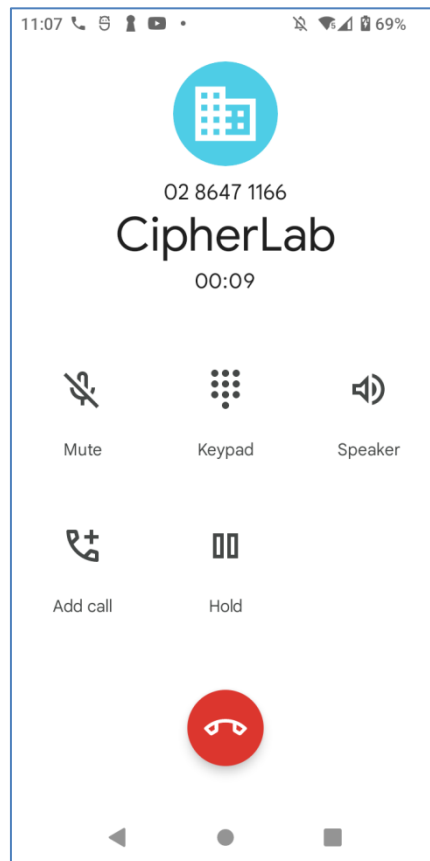 11:07 69%
02 8647 1166
CipherLab
00:09
Mute Keypad Speaker
Add call Hold